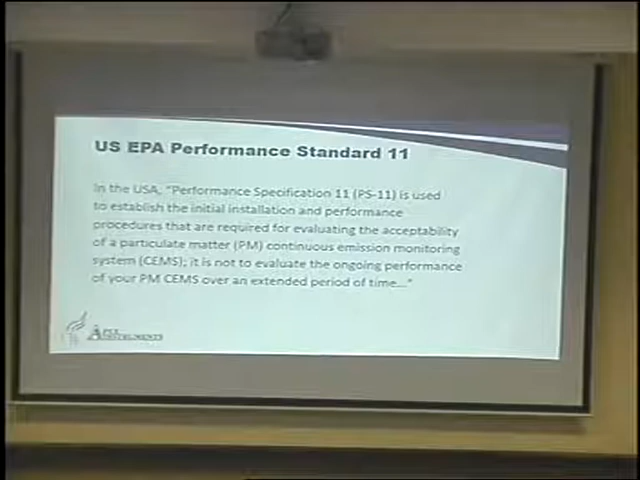 US EPA Performance Standard 11
In the USA, "Performance Specification 11 (PS-11) is used
to establish the initial installation and performance
procedures that are required for evaluating the acceptability
of a particulate matter (PM) continuous emission monitoring
system (CEMS); it is not to evaluate the ongoing performance
of your PM CEMS over an extended period of time..."
APEX
INSTRUMENTS